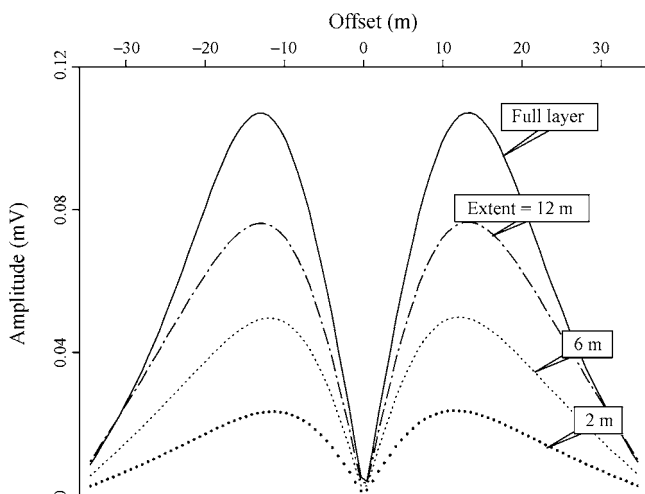 Offset (m)
−30 −20 −10 0 10 20 30
0.12
0.08
0.04
0
Amplitude (mV)
Full layer
Extent = 12 m
6 m
2 m